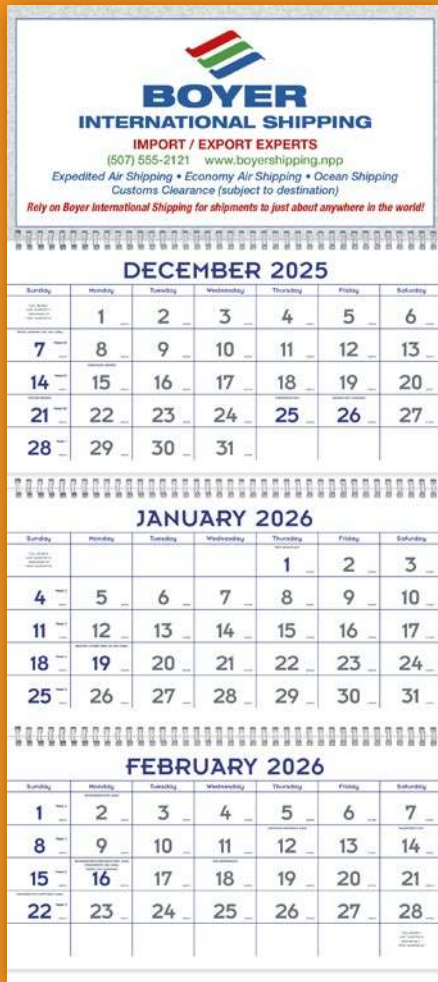 BOYER
INTERNATIONAL SHIPPING
IMPORT / EXPORT EXPERTS
(507) 555-2121 www.boyershipping.npp
Expedited Air Shipping • Economy Air Shipping • Ocean Shipping
Customs Clearance (subject to destination)
Rely on Boyer International Shipping for shipments to just about anywhere in the world!
DECEMBER 2025
Sunday Monday Tuesday Wednesday Thursday Friday Saturday
1 2 3 4 5 6
7 8 9 10 11 12 13
14 15 16 17 18 19 20
21 22 23 24 25 26 27
28 29 30 31
JANUARY 2026
Sunday Monday Tuesday Wednesday Thursday Friday Saturday
1 2 3
4 5 6 7 8 9 10
11 12 13 14 15 16 17
18 19 20 21 22 23 24
25 26 27 28 29 30 31
FEBRUARY 2026
Sunday Monday Tuesday Wednesday Thursday Friday Saturday
1 2 3 4 5 6 7
8 9 10 11 12 13 14
15 16 17 18 19 20 21
22 23 24 25 26 27 28